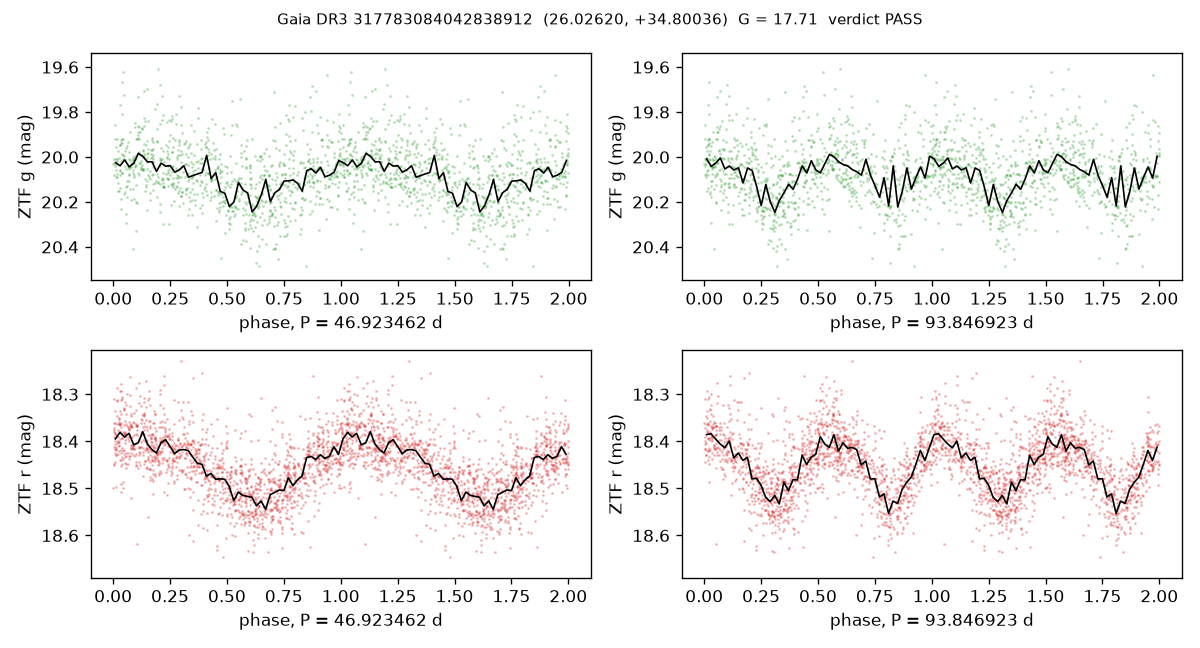 Gaia DR3 317783084042838912  (26.02620, +34.80036)  G = 17.71  verdict PASS
19.6
19.8
20.0
20.2
20.4
ZTF g (mag)
0.00 0.25 0.50 0.75 1.00 1.25 1.50 1.75 2.00
phase, P = 46.923462 d
19.6
19.8
20.0
20.2
20.4
ZTF g (mag)
0.00 0.25 0.50 0.75 1.00 1.25 1.50 1.75 2.00
phase, P = 93.846923 d
18.3
18.4
18.5
18.6
ZTF r (mag)
0.00 0.25 0.50 0.75 1.00 1.25 1.50 1.75 2.00
phase, P = 46.923462 d
18.3
18.4
18.5
18.6
ZTF r (mag)
0.00 0.25 0.50 0.75 1.00 1.25 1.50 1.75 2.00
phase, P = 93.846923 d